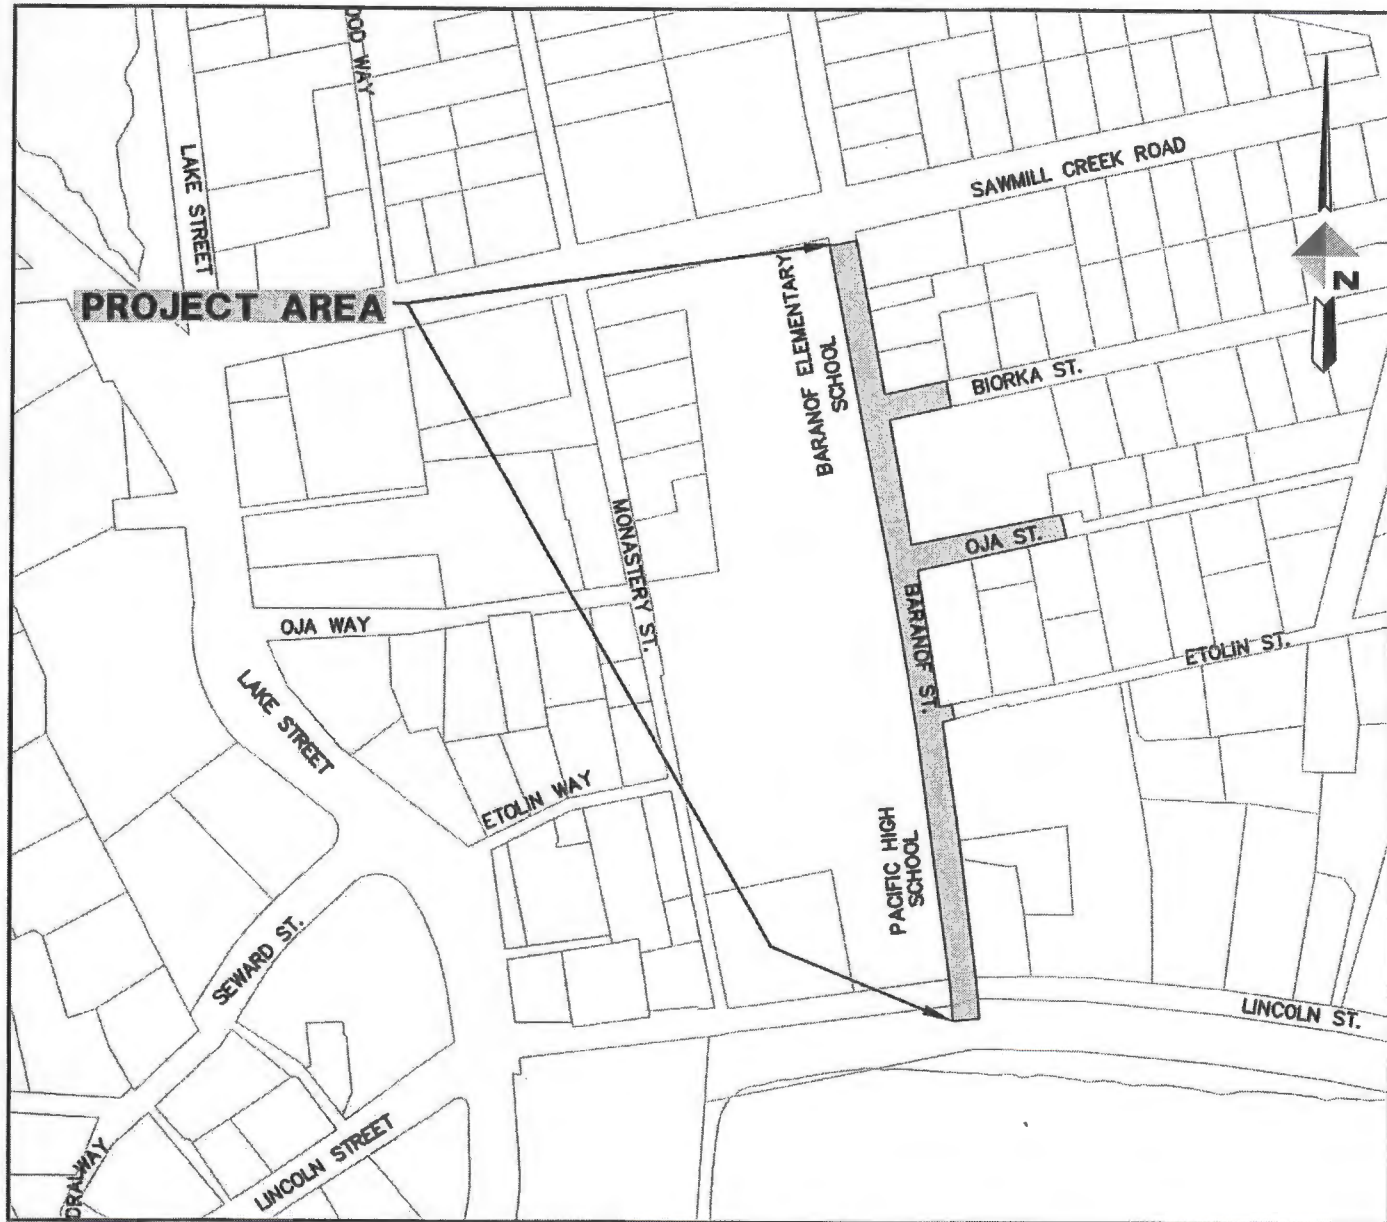 OOD WAY
LAKE STREET
SAWMILL CREEK ROAD
N
PROJECT AREA
BARANOF ELEMENTARY
SCHOOL
BIORKA ST.
MONASTERY ST.
OJA ST.
BARANOF ST.
OJA WAY
ETOLIN ST.
LAKE STREET
ETOLIN WAY
PACIFIC HIGH
SCHOOL
SEWARD ST.
LINCOLN ST.
LINCOLN STREET
DRALWAY